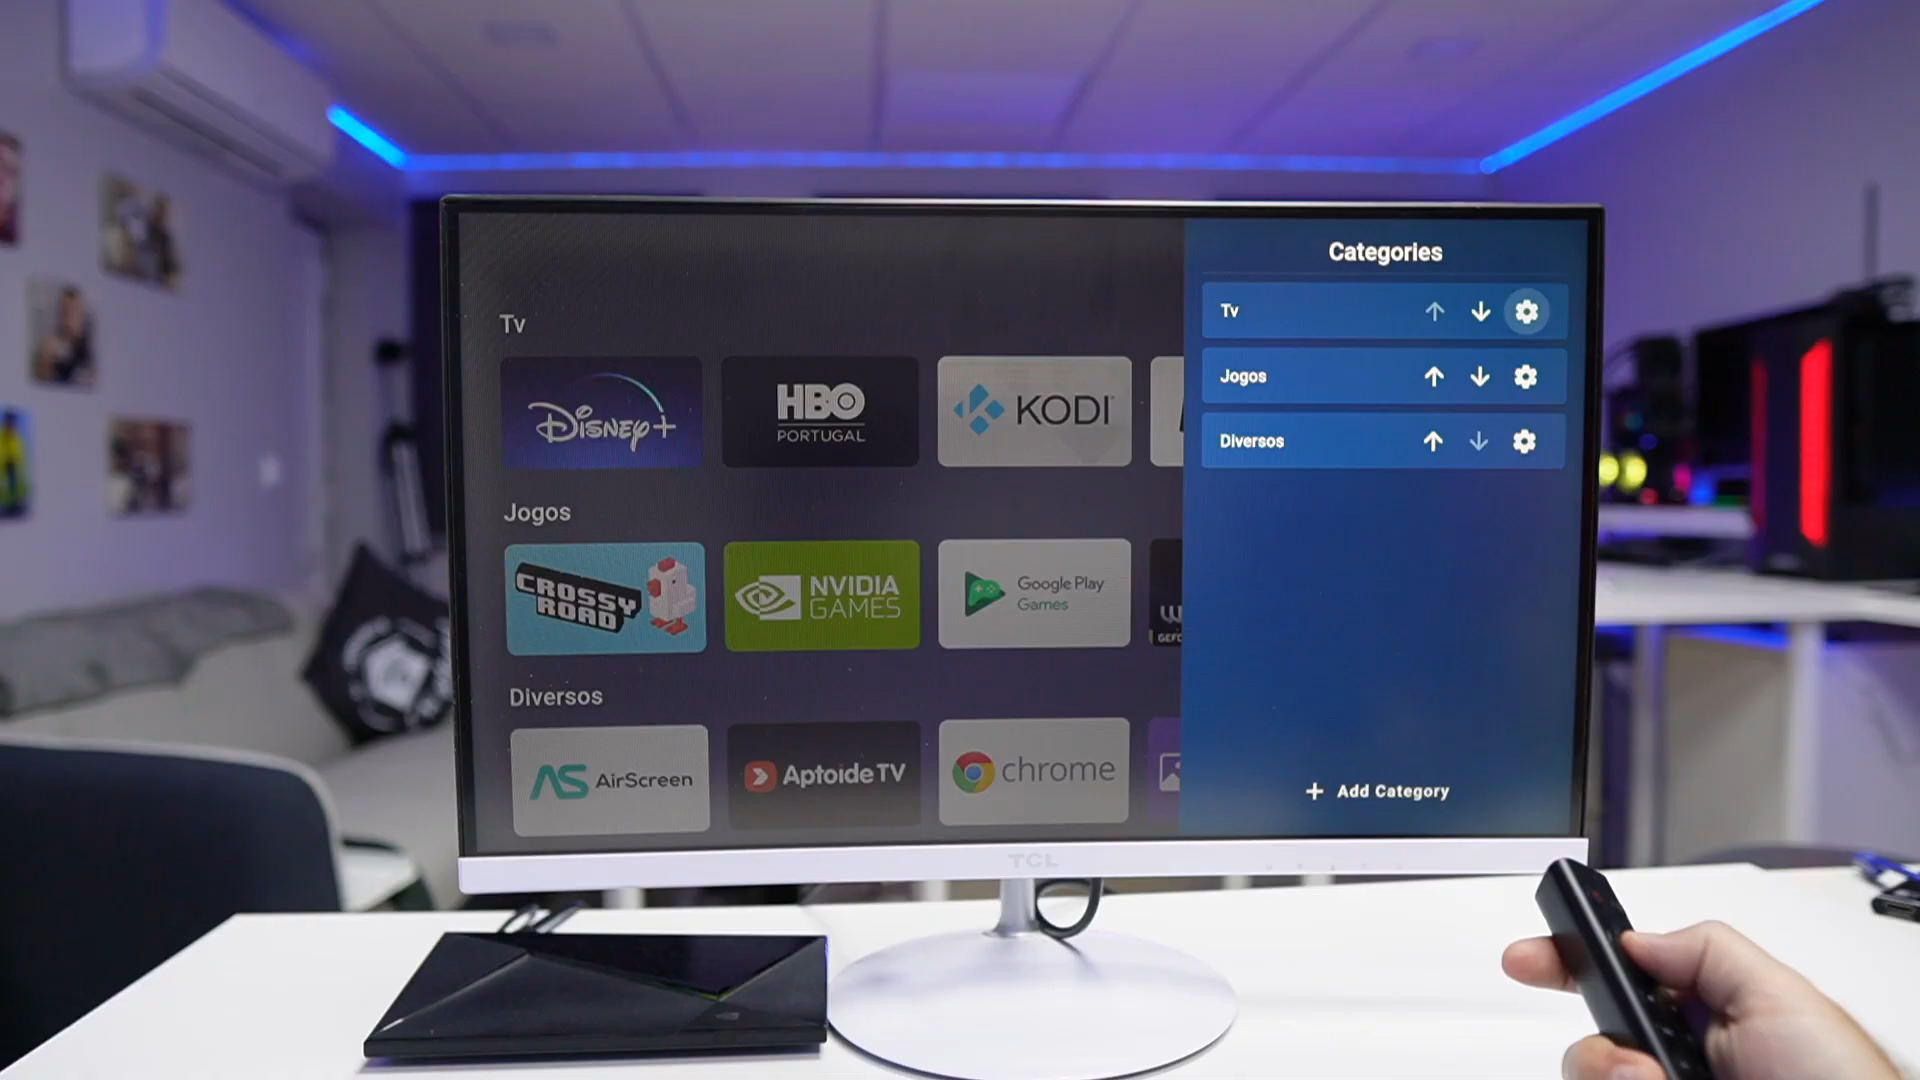 Categories
Tv
Jogos
Diversos
+ Add Category
Tv
Disney+
HBO
PORTUGAL
KODI
Jogos
CROSSY
ROAD
NVIDIA
GAMES
Google Play
Games
Diversos
AS AirScreen
Aptoide TV
chrome
TCL